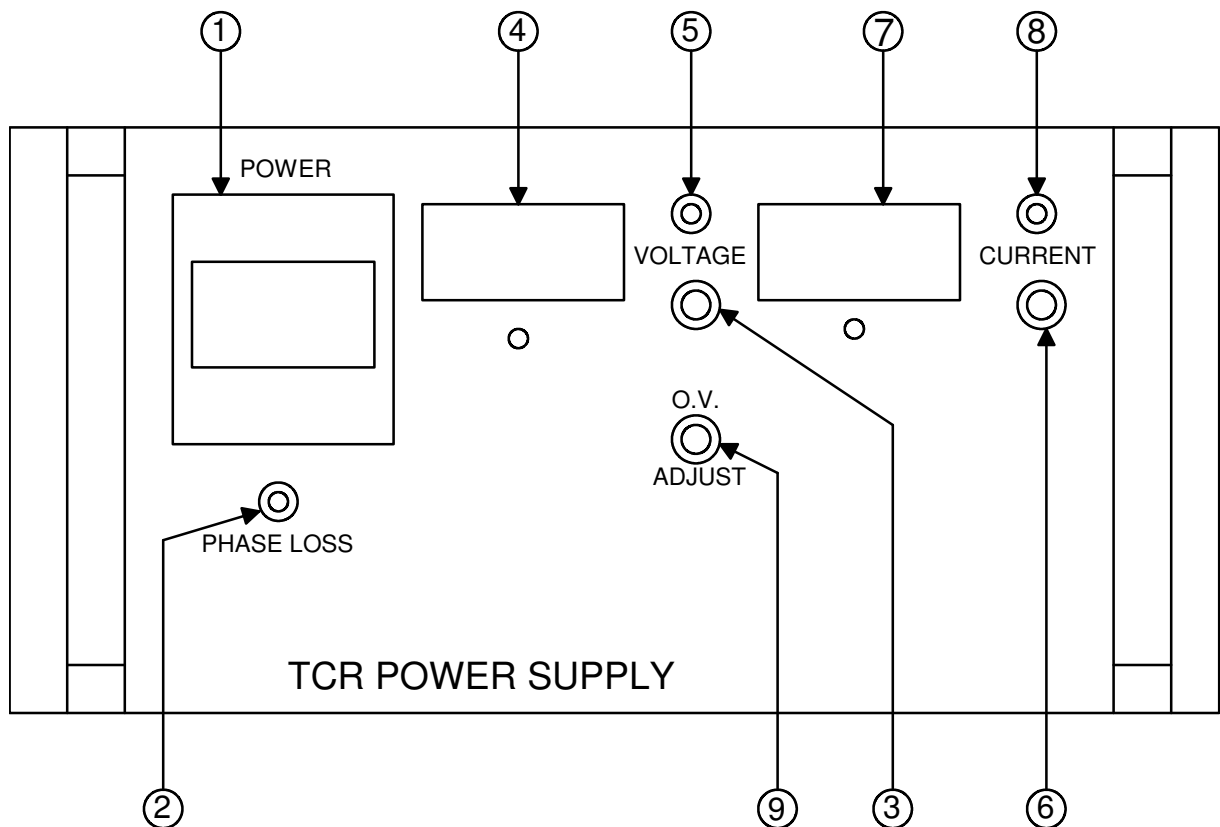 1 4 5 7 8
POWER
VOLTAGE CURRENT
O.V.
ADJUST
PHASE LOSS
TCR POWER SUPPLY
2 9 3 6